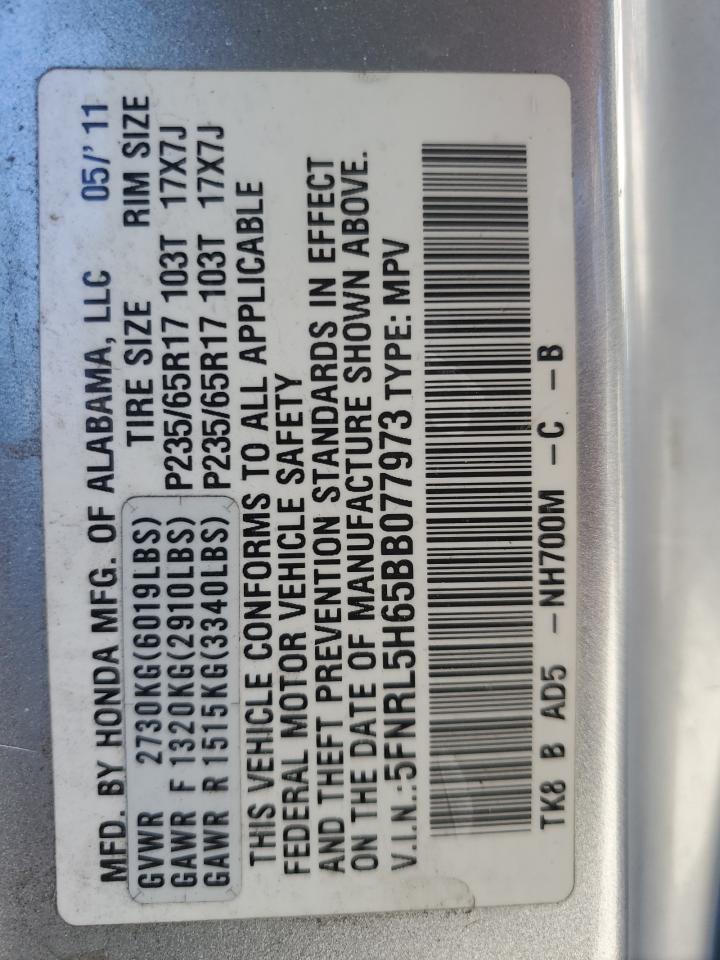 MFD. BY HONDA MFG. OF ALABAMA, LLC 05/'11
GVWR 2730KG(6019LBS) TIRE SIZE RIM SIZE
GAWR F 1320KG(2910LBS) P235/65R17 103T 17X7J
GAWR R 1515KG(3340LBS) P235/65R17 103T 17X7J
THIS VEHICLE CONFORMS TO ALL APPLICABLE
FEDERAL MOTOR VEHICLE SAFETY
AND THEFT PREVENTION STANDARDS IN EFFECT
ON THE DATE OF MANUFACTURE SHOWN ABOVE.
V.I.N.:5FNRL5H65BB077973 TYPE: MPV
TK8 B AD5 -NH700M -C -B